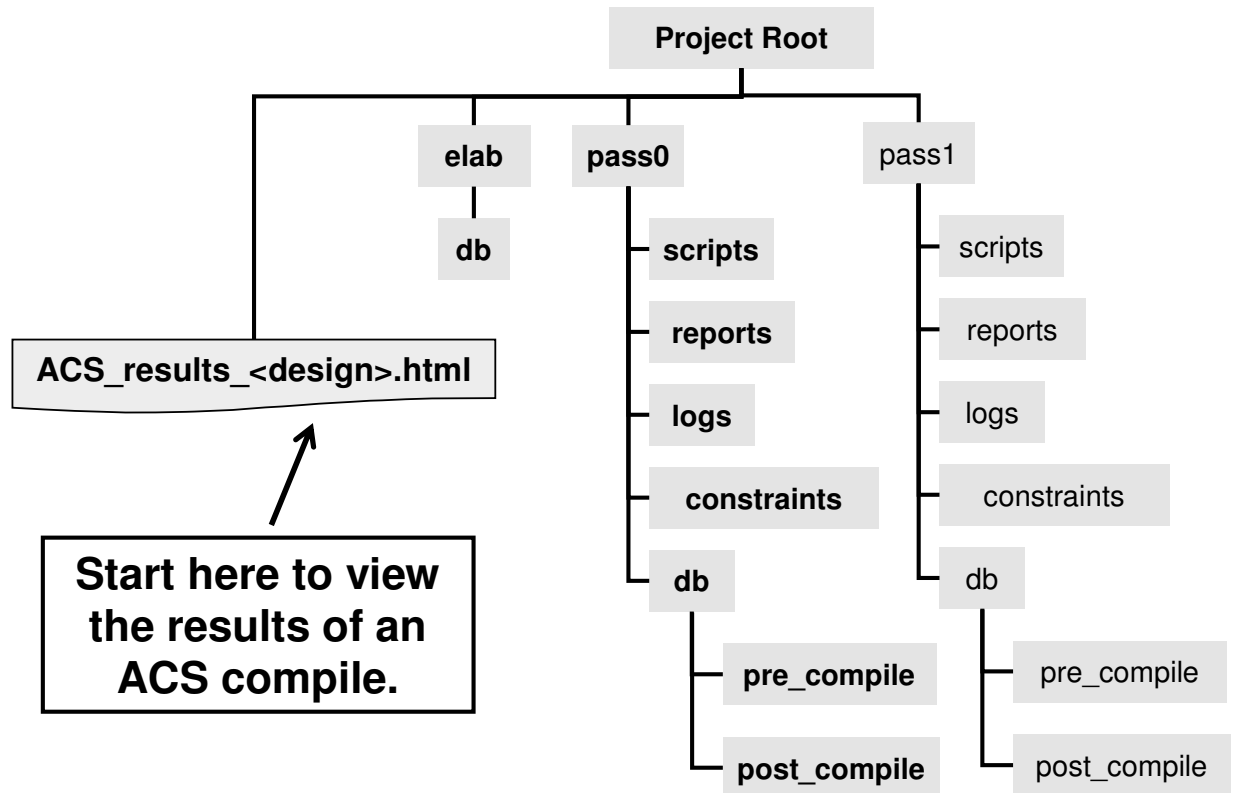 Project Root
elab
pass0
pass1
db
scripts
scripts
reports
reports
ACS_results_<design>.html
logs
logs
constraints
constraints
Start here to view
the results of an
ACS compile.
db
db
pre_compile
pre_compile
post_compile
post_compile